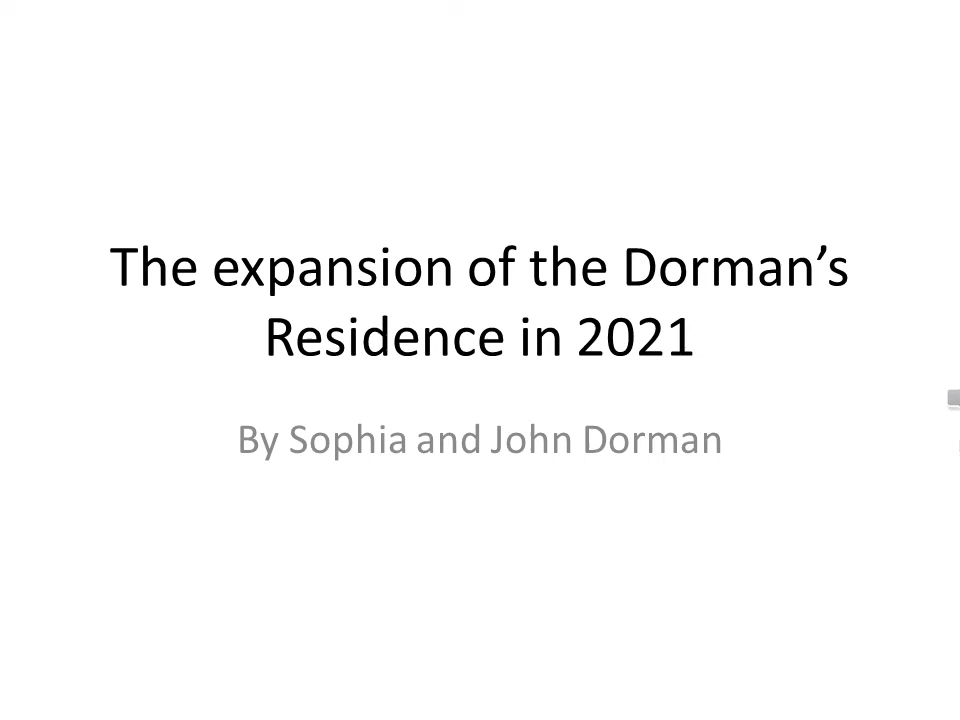 The expansion of the Dorman’s
Residence in 2021
By Sophia and John Dorman